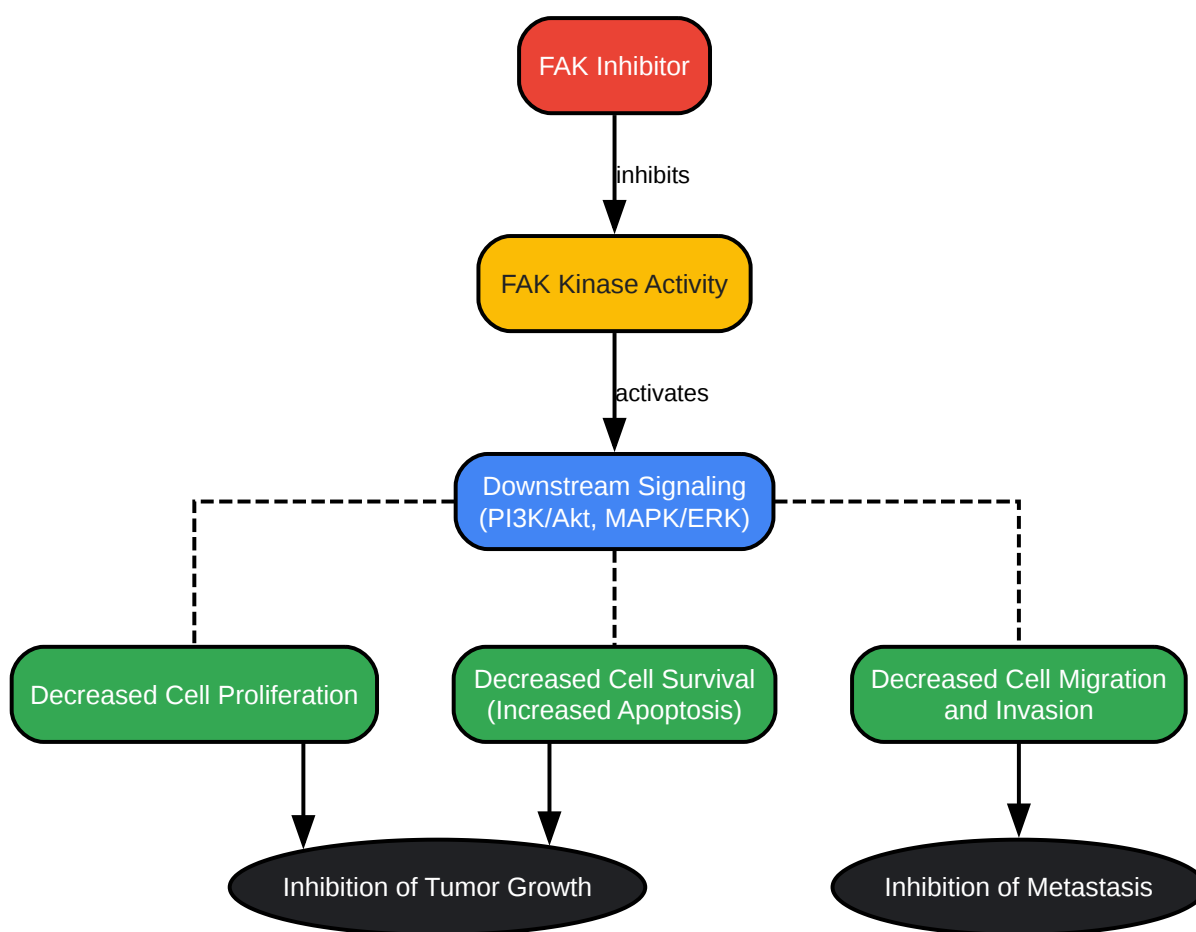 FAK Inhibitor
inhibits
FAK Kinase Activity
activates
Downstream Signaling
(PI3K/Akt, MAPK/ERK)
Decreased Cell Proliferation
Decreased Cell Survival
(Increased Apoptosis)
Decreased Cell Migration
and Invasion
Inhibition of Tumor Growth
Inhibition of Metastasis